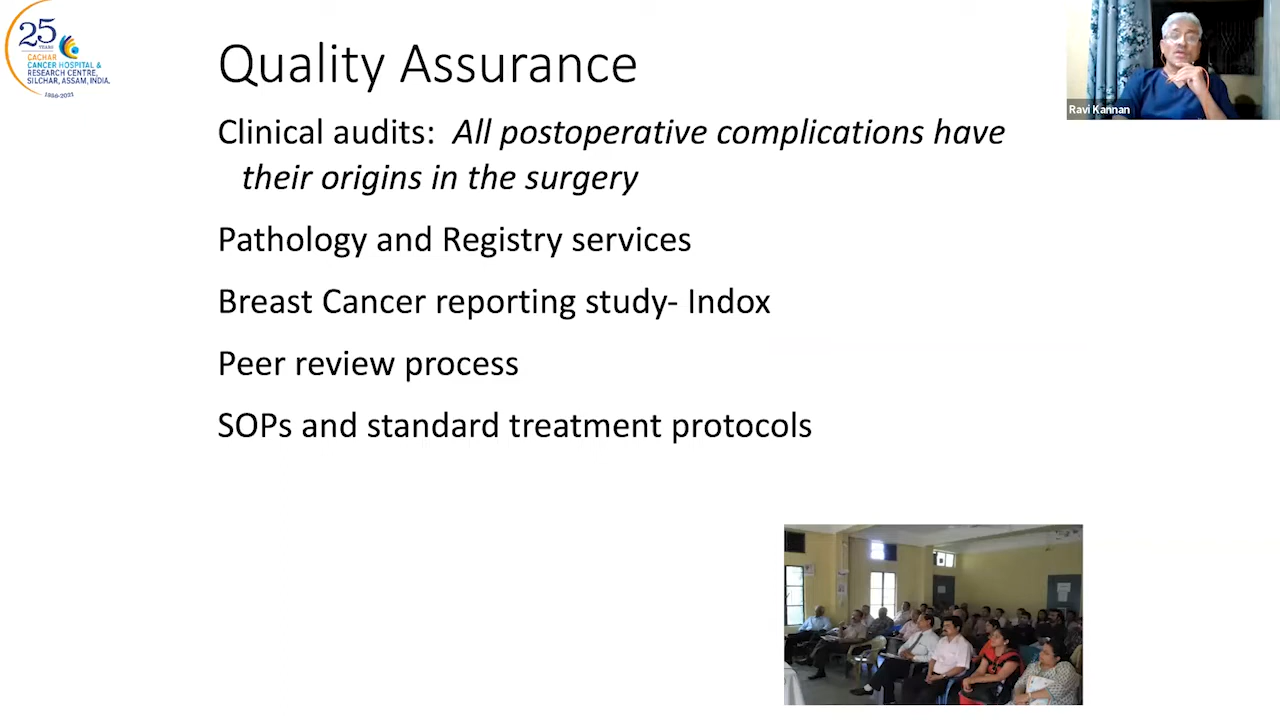 25
YEARS
CACHAR
CANCER HOSPITAL &
RESEARCH CENTRE,
SILCHAR, ASSAM, INDIA.
1996-2021
Quality Assurance
Ravi Kannan
Clinical audits: All postoperative complications have
their origins in the surgery
Pathology and Registry services
Breast Cancer reporting study- Indox
Peer review process
SOPs and standard treatment protocols